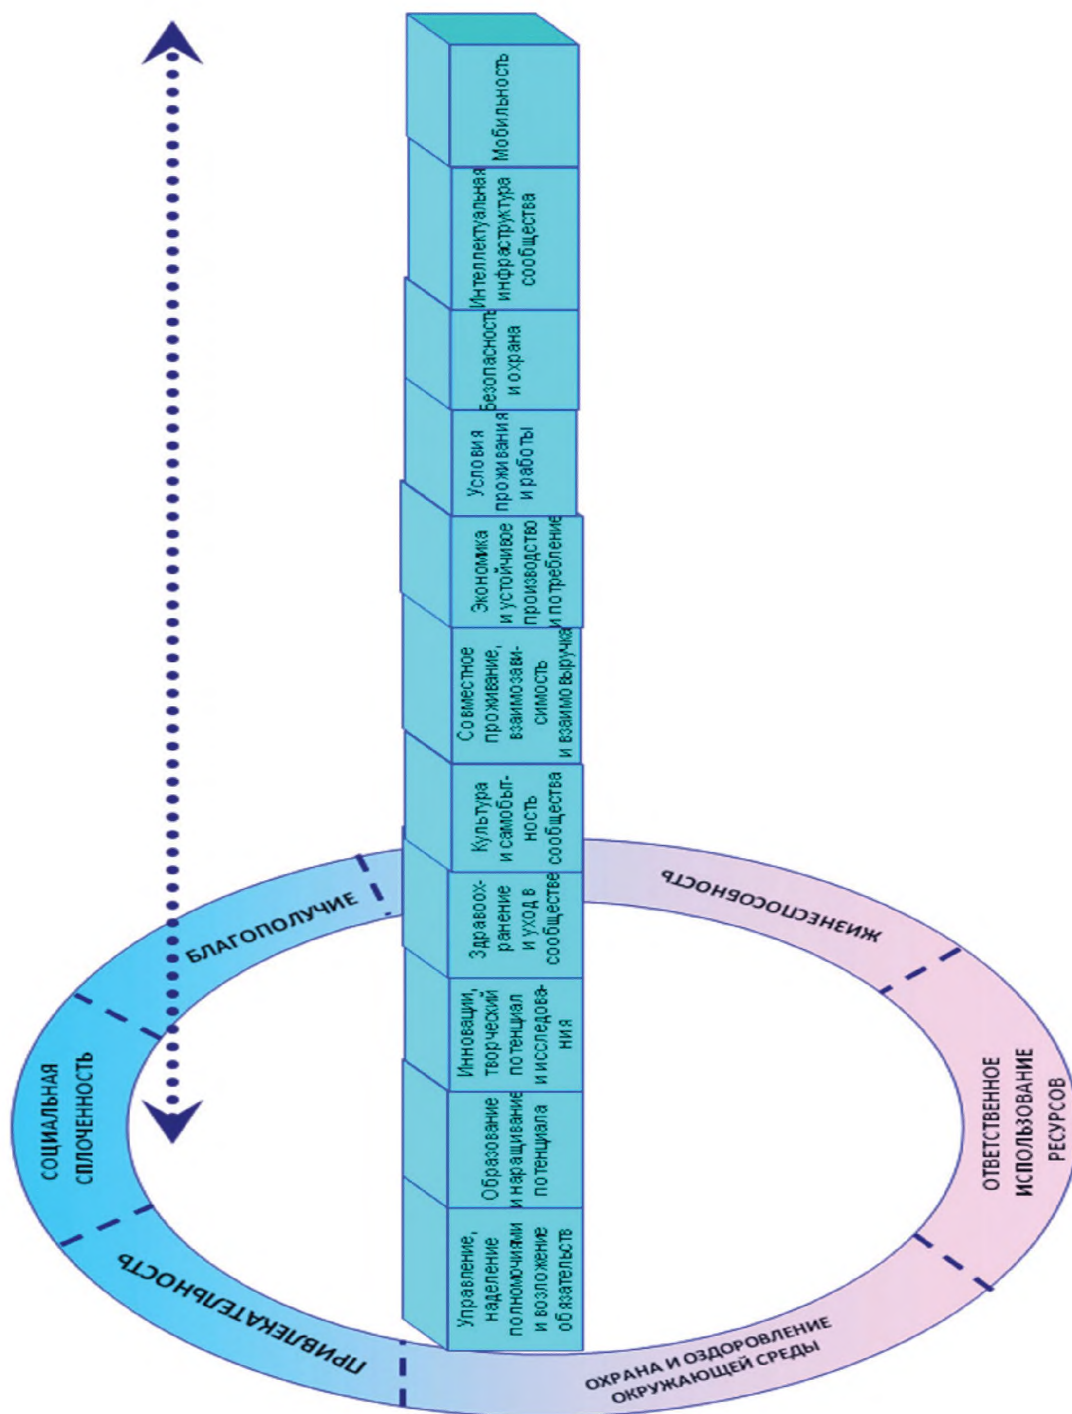 Мобильность
Интеллектуальная
инфраструктура
сообщества
Безопасность
и охрана
Условия
проживания
и работы
Экономика
и устойчивое
производство
и потребление
Совместное
проживание,
взаимозави-
симость
и взаимовыручка
Культура
и самобыт-
ность
сообщества
Здравоох-
ранение
и уход в
сообществе
Инновации,
творческий
потенциал
и исследова-
ния
Образование
и наращивание
потенциала
Управление,
наделение
полномочиями
и возложение
обязательств
БЛАГОПОЛУЧИЕ
СОЦИАЛЬНАЯ
СПЛОЧЕННОСТЬ
ПРИВЛЕКАТЕЛЬНОСТЬ
ОХРАНА И ОЗДОРОВЛЕНИЕ
ОКРУЖАЮЩЕЙ СРЕДЫ
ОТВЕТСТВЕННОЕ
ИСПОЛЬЗОВАНИЕ
РЕСУРСОВ
ЖИЗНЕСПОСОБНОСТЬ